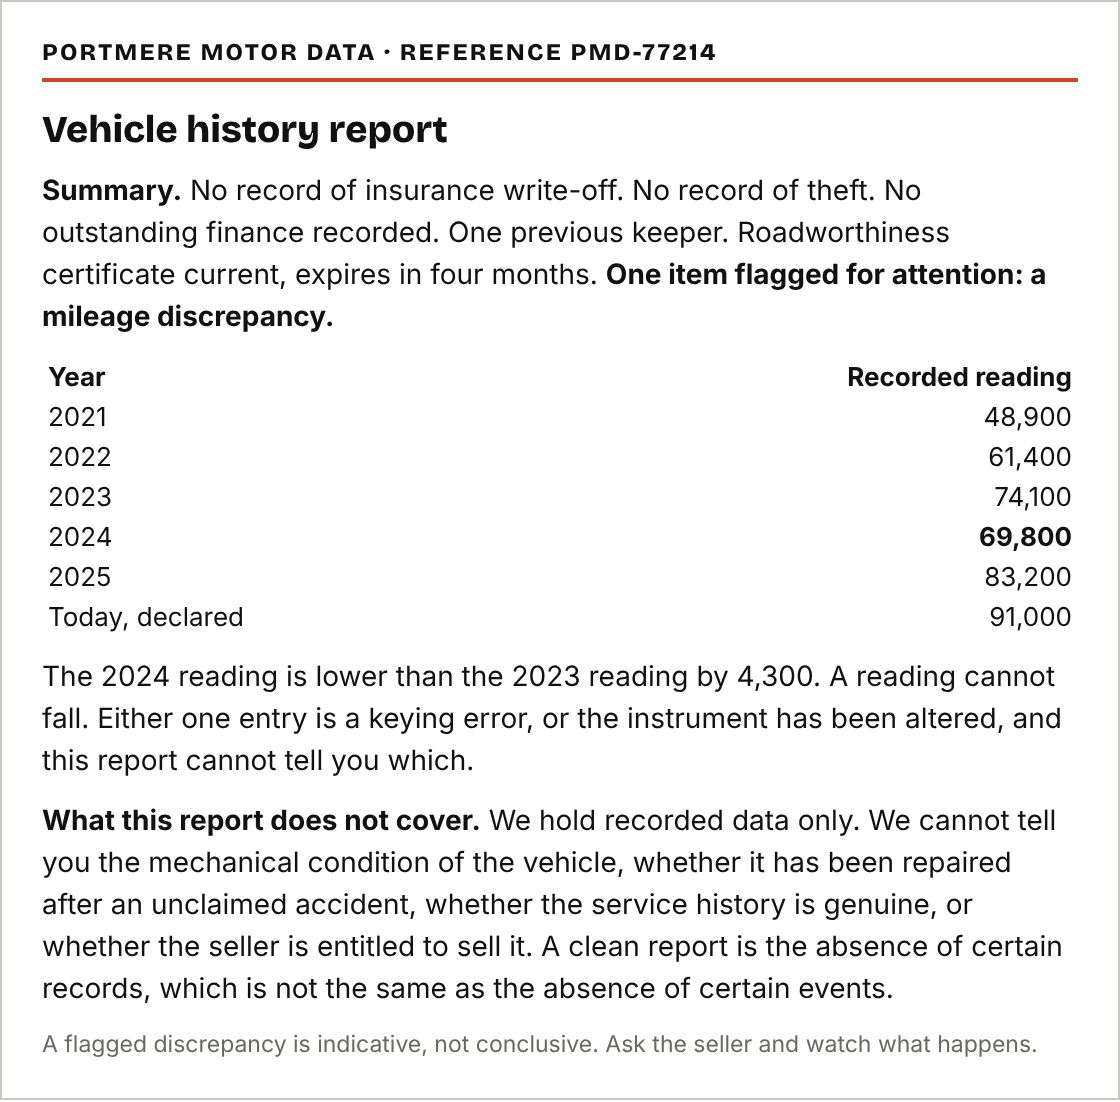 PORTMERE MOTOR DATA · REFERENCE PMD-77214
Vehicle history report
Summary. No record of insurance write-off. No record of theft. No
outstanding finance recorded. One previous keeper. Roadworthiness
certificate current, expires in four months. One item flagged for attention: a
mileage discrepancy.
Year Recorded reading
2021 48,900
2022 61,400
2023 74,100
2024 69,800
2025 83,200
Today, declared 91,000
The 2024 reading is lower than the 2023 reading by 4,300. A reading cannot
fall. Either one entry is a keying error, or the instrument has been altered, and
this report cannot tell you which.
What this report does not cover. We hold recorded data only. We cannot tell
you the mechanical condition of the vehicle, whether it has been repaired
after an unclaimed accident, whether the service history is genuine, or
whether the seller is entitled to sell it. A clean report is the absence of certain
records, which is not the same as the absence of certain events.
A flagged discrepancy is indicative, not conclusive. Ask the seller and watch what happens.